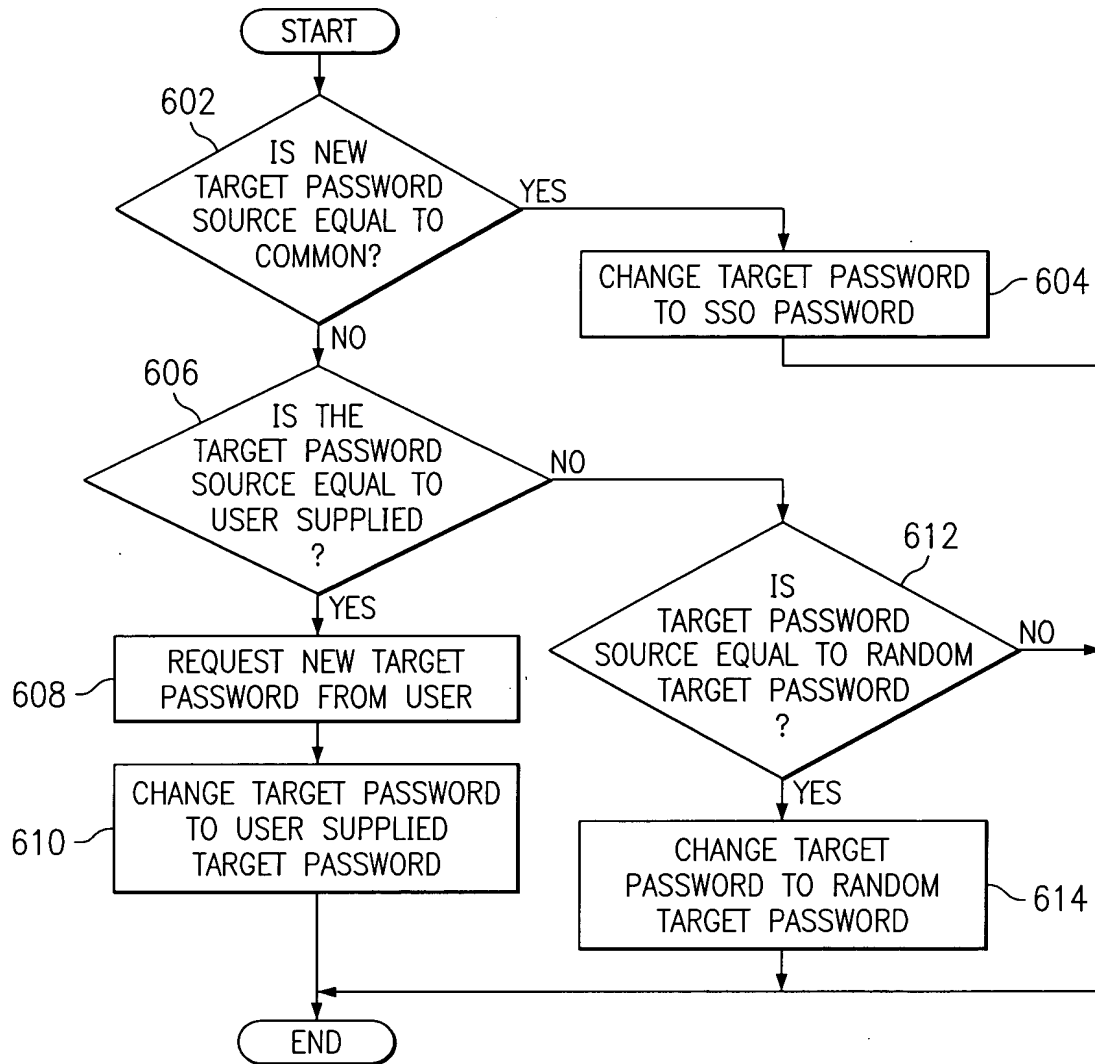 START
602
IS NEW
TARGET PASSWORD
SOURCE EQUAL TO
COMMON?
YES
CHANGE TARGET PASSWORD
TO SSO PASSWORD
604
NO
606
IS THE
TARGET PASSWORD
SOURCE EQUAL TO
USER SUPPLIED
?
NO
612
IS
TARGET PASSWORD
SOURCE EQUAL TO RANDOM
TARGET PASSWORD
?
NO
YES
REQUEST NEW TARGET
PASSWORD FROM USER
608
CHANGE TARGET PASSWORD
TO USER SUPPLIED
TARGET PASSWORD
610
YES
CHANGE TARGET
PASSWORD TO RANDOM
TARGET PASSWORD
614
END